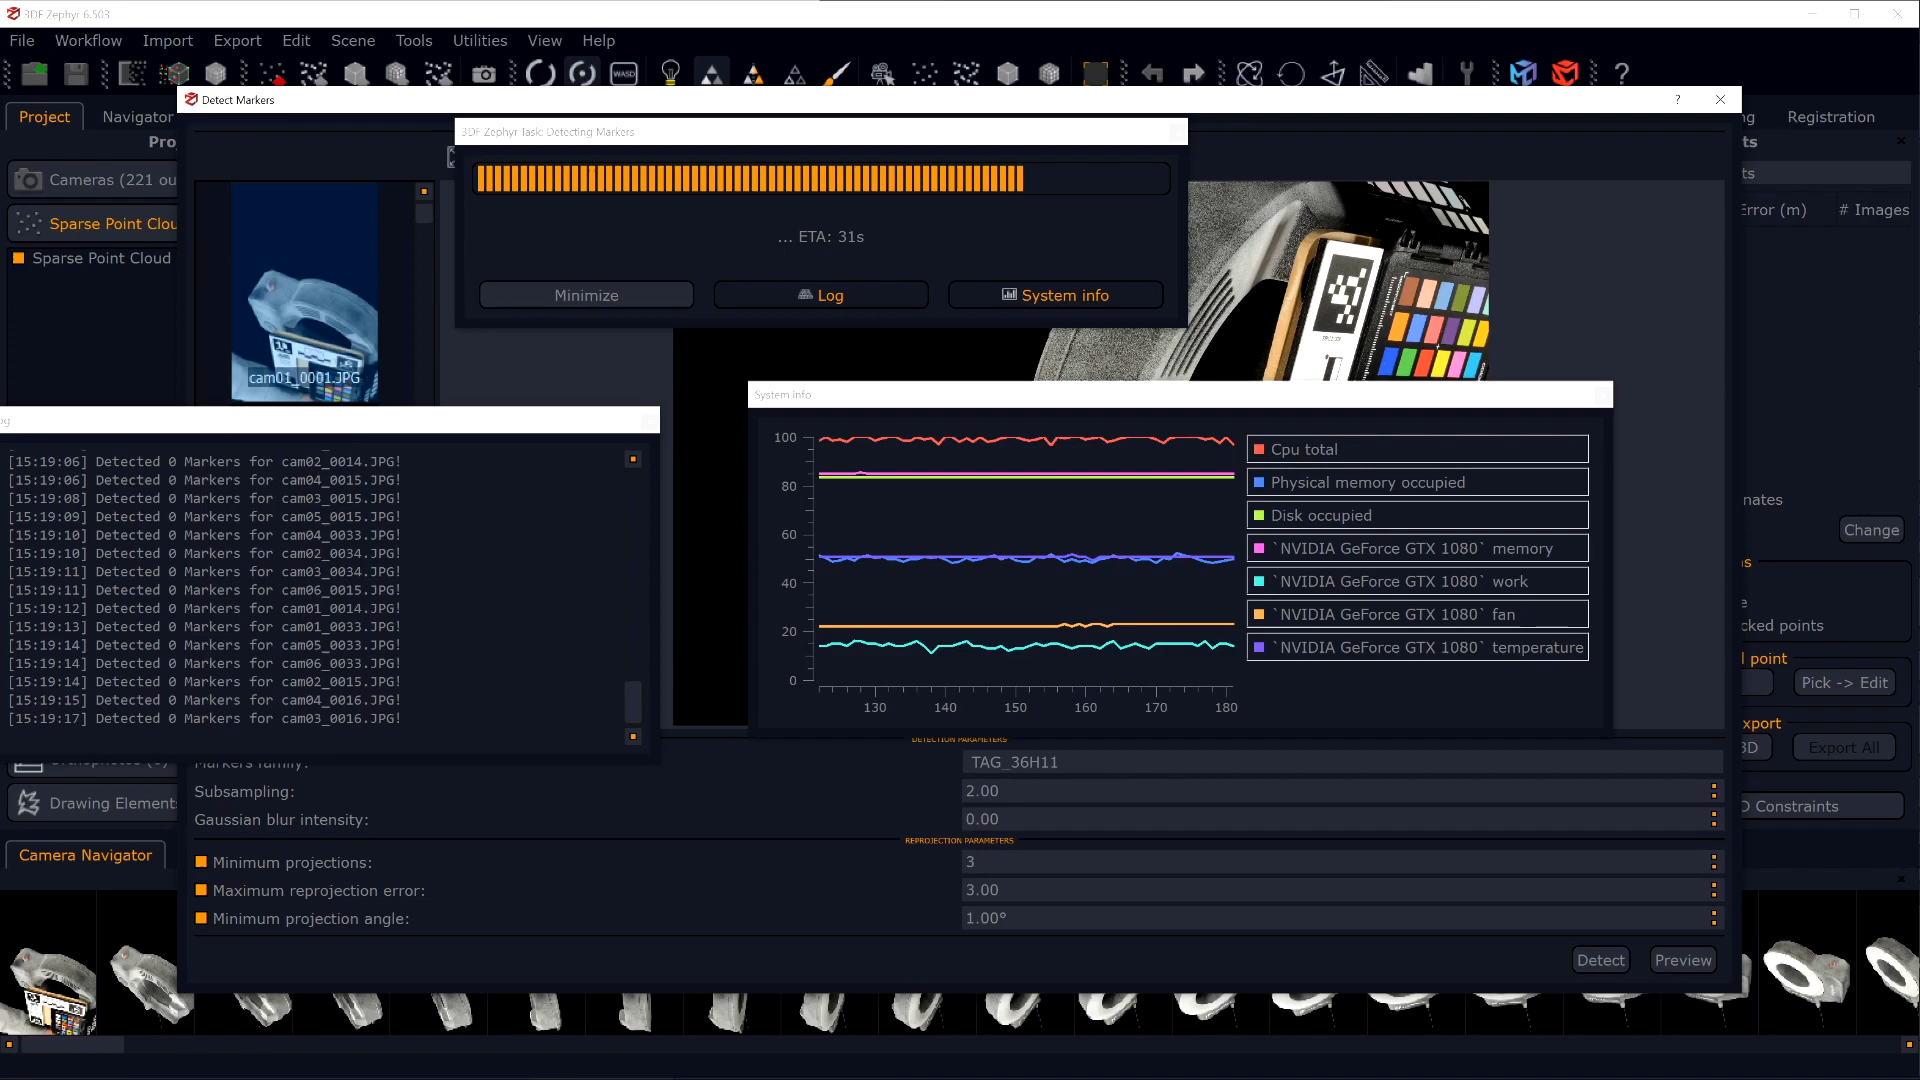 3DF Zephyr 6.503
File Workflow Import Export Edit Scene Tools Utilities View Help
WASD
?
Detect Markers
?
Project Navigator
Registration
3DF Zephyr Task: Detecting Markers
Cameras (221 ou
Sparse Point Clou
Sparse Point Cloud
Error (m) # Images
... ETA: 31s
Minimize Log System info
cam01_0001.JPG
System info
[15:19:06] Detected 0 Markers for cam02_0014.JPG!
[15:19:06] Detected 0 Markers for cam04_0015.JPG!
[15:19:08] Detected 0 Markers for cam03_0015.JPG!
[15:19:09] Detected 0 Markers for cam05_0015.JPG!
[15:19:10] Detected 0 Markers for cam04_0033.JPG!
[15:19:10] Detected 0 Markers for cam02_0034.JPG!
[15:19:11] Detected 0 Markers for cam03_0034.JPG!
[15:19:11] Detected 0 Markers for cam06_0015.JPG!
[15:19:12] Detected 0 Markers for cam01_0014.JPG!
[15:19:13] Detected 0 Markers for cam01_0033.JPG!
[15:19:14] Detected 0 Markers for cam05_0033.JPG!
[15:19:14] Detected 0 Markers for cam06_0033.JPG!
[15:19:14] Detected 0 Markers for cam02_0015.JPG!
[15:19:15] Detected 0 Markers for cam04_0016.JPG!
[15:19:17] Detected 0 Markers for cam03_0016.JPG!
100
80
60
40
20
0
130 140 150 160 170 180
Cpu total
Physical memory occupied
Disk occupied
`NVIDIA GeForce GTX 1080` memory
`NVIDIA GeForce GTX 1080` work
`NVIDIA GeForce GTX 1080` fan
`NVIDIA GeForce GTX 1080` temperature
nates
Change
cked points
l point
Pick -> Edit
xport
3D Export All
D Constraints
DETECTION PARAMETERS
Markers family: TAG_36H11
Subsampling: 2.00
Gaussian blur intensity: 0.00
REPROJECTION PARAMETERS
Minimum projections: 3
Maximum reprojection error: 3.00
Minimum projection angle: 1.00°
Detect Preview
Drawing Elements
Camera Navigator